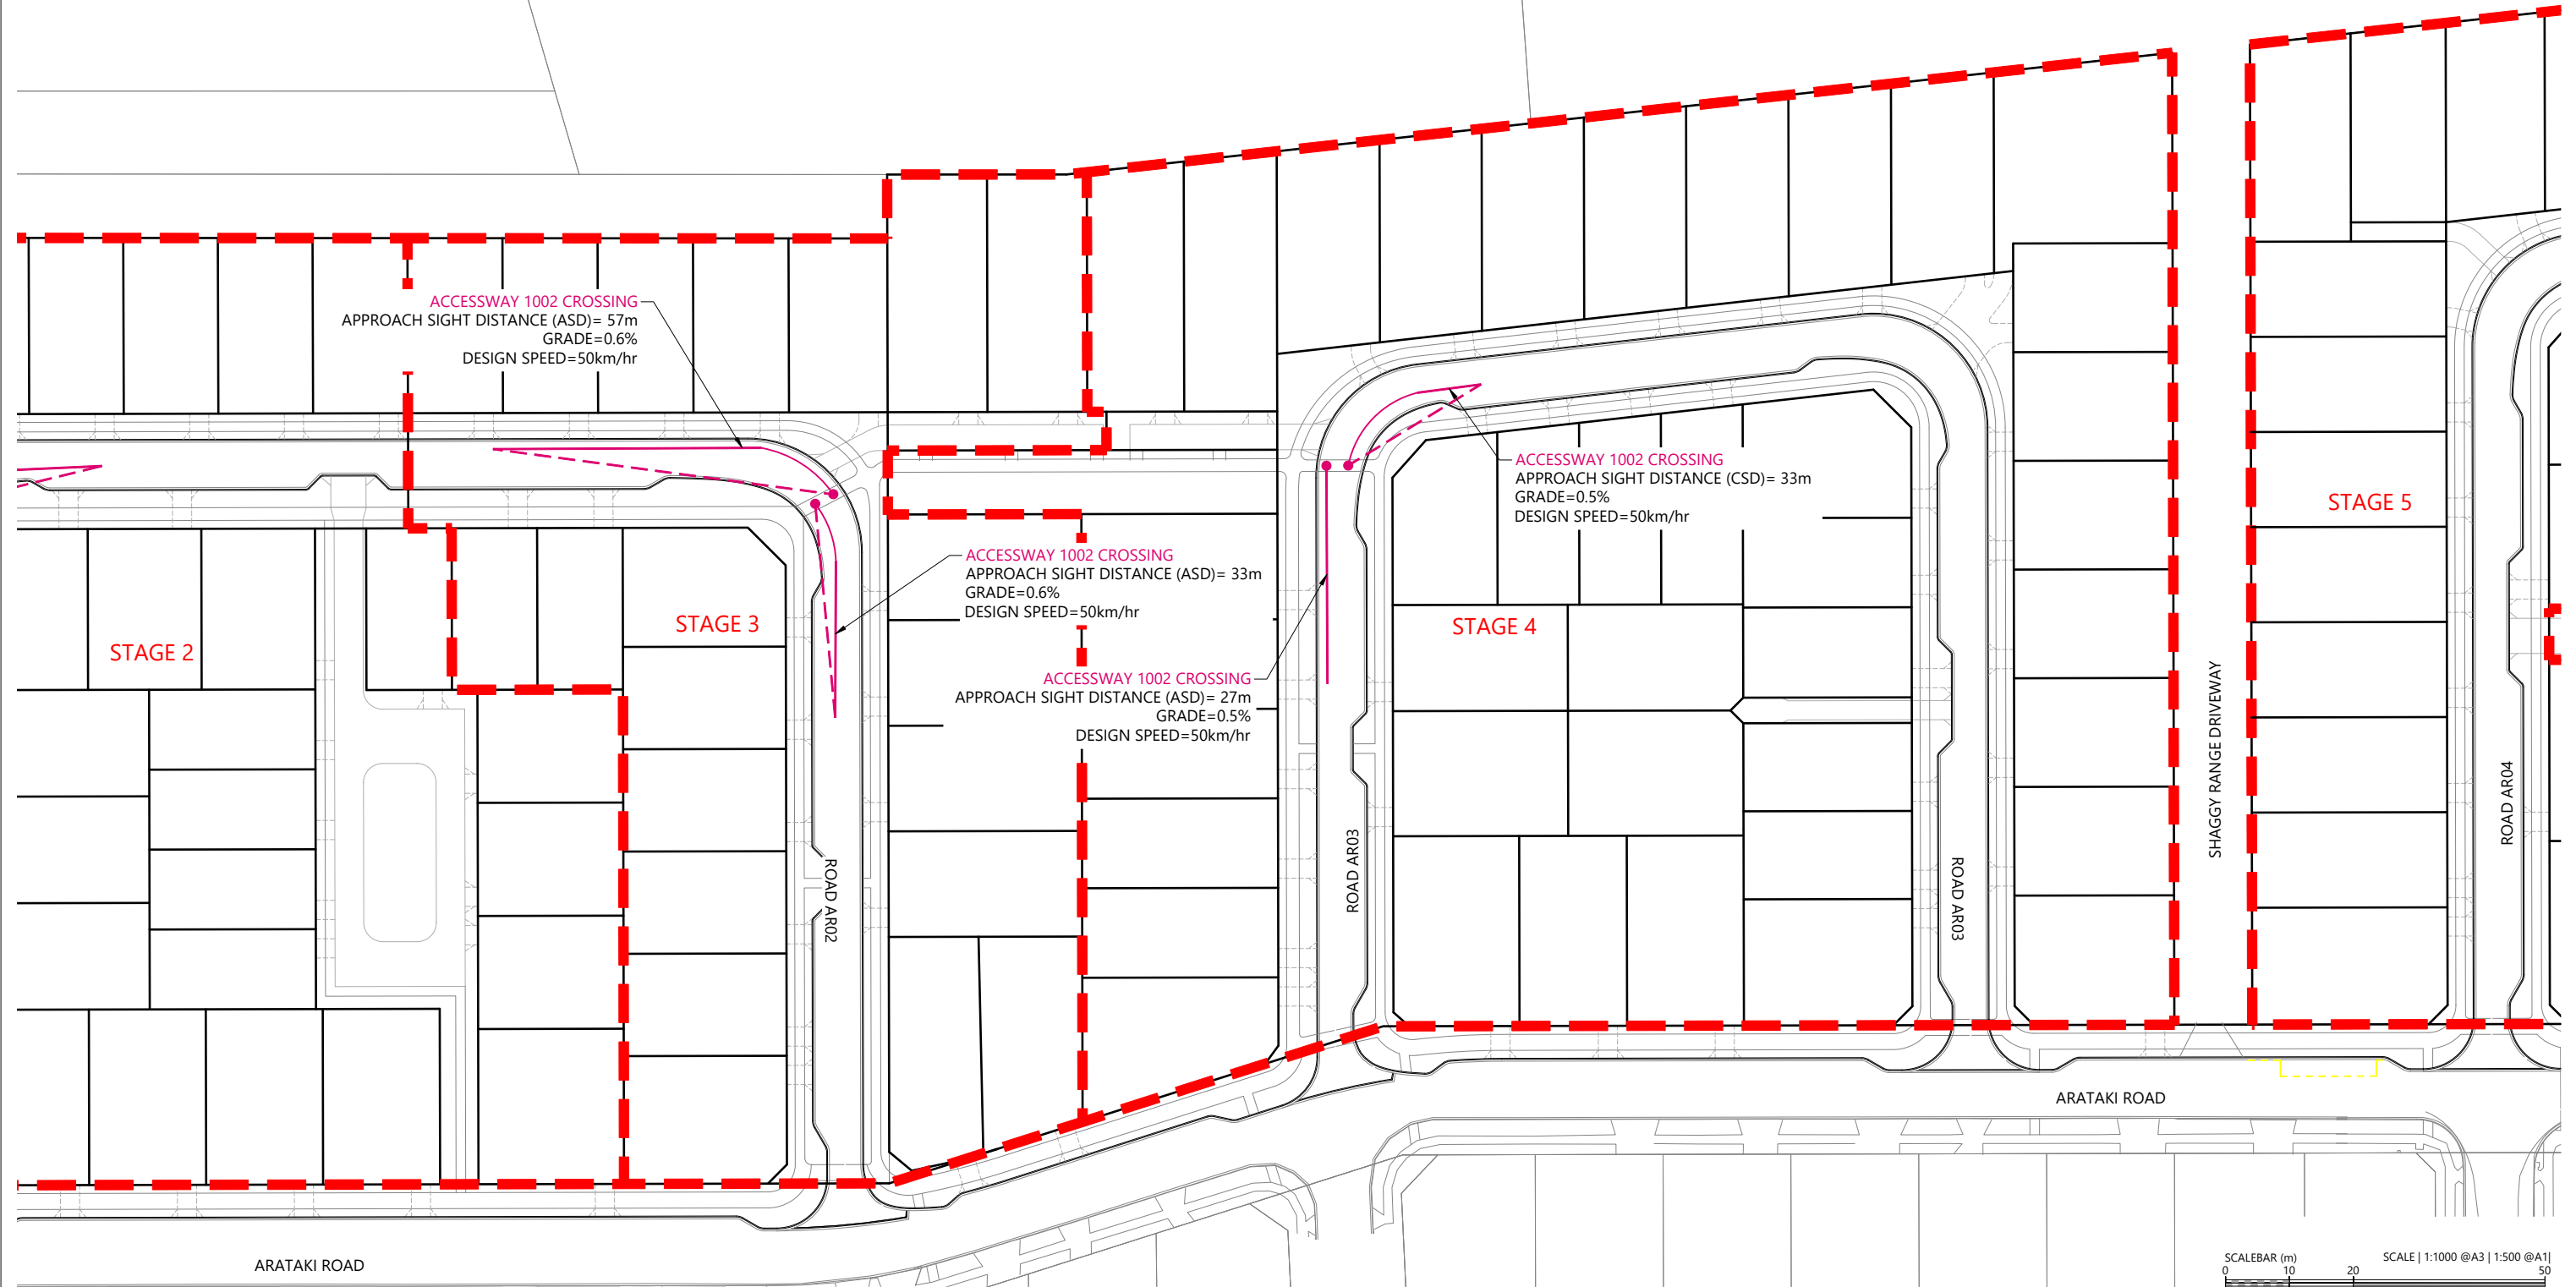 ACCESSWAY 1002 CROSSING
APPROACH SIGHT DISTANCE (ASD)= 57m
GRADE=0.6%
DESIGN SPEED=50km/hr
ACCESSWAY 1002 CROSSING
APPROACH SIGHT DISTANCE (CSD)= 33m
GRADE=0.5%
DESIGN SPEED=50km/hr
STAGE 5
ACCESSWAY 1002 CROSSING
APPROACH SIGHT DISTANCE (ASD)= 33m
GRADE=0.6%
DESIGN SPEED=50km/hr
STAGE 2
STAGE 3
STAGE 4
ACCESSWAY 1002 CROSSING
APPROACH SIGHT DISTANCE (ASD)= 27m
GRADE=0.5%
DESIGN SPEED=50km/hr
ROAD AR02
ROAD AR03
ROAD AR03
SHAGGY RANGE DRIVEWAY
ROAD AR04
ARATAKI ROAD
ARATAKI ROAD
SCALEBAR (m)
SCALE | 1:1000 @A3 | 1:500 @A1|
0 10 20 50